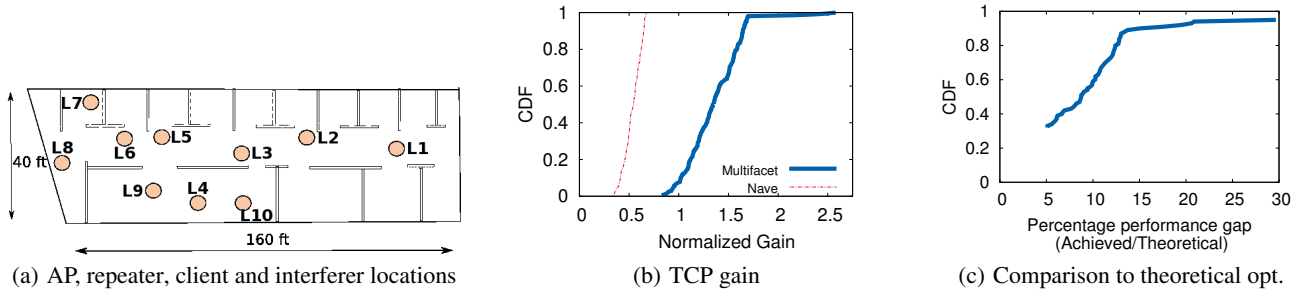 L7
L8
L6
L5
L3
L2
L1
L9
L4
L10
40 ft
160 ft
(a) AP, repeater, client and interferer locations
CDF
1
0.8
0.6
0.4
0.2
0
0 0.5 1 1.5 2 2.5
Multifacet
Nave
Normalized Gain
(b) TCP gain
CDF
1
0.8
0.6
0.4
0.2
0
0 5 10 15 20 25 30
Percentage performance gap
(Achieved/Theoretical)
(c) Comparison to theoretical opt.